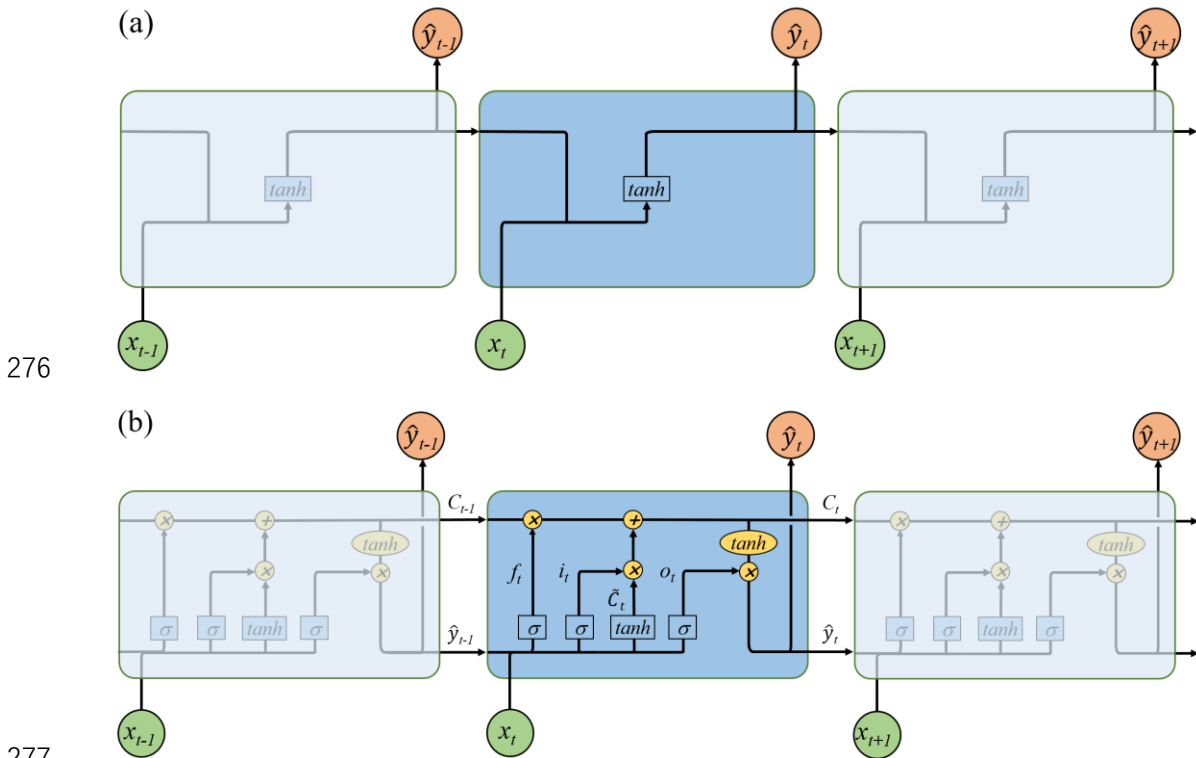 (a)
ŷt-1 ŷt ŷt+1
tanh tanh tanh
xt-1 xt xt+1
276
(b)
ŷt-1 ŷt ŷt+1
Ct-1 Ct
× + × + × +
tanh tanh tanh
× × ft it × ot × × ×
C̃t
σ σ tanh σ σ σ tanh σ σ σ tanh σ
ŷt-1 ŷt
xt-1 xt xt+1
277